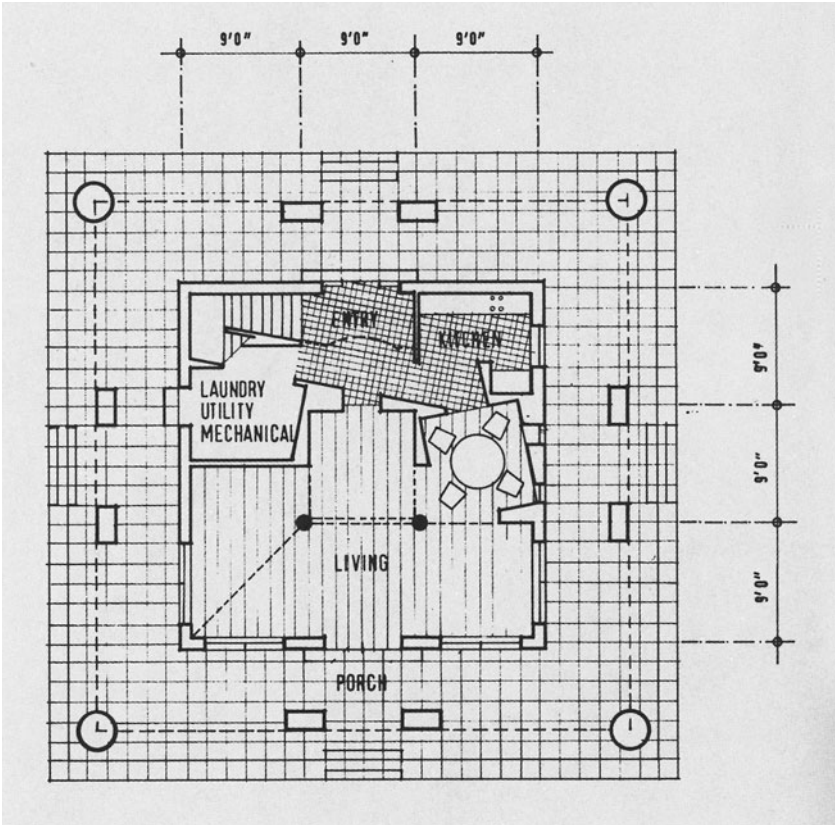 9'0" 9'0" 9'0"
ENTRY
KITCHEN
9'0"
LAUNDRY
UTILITY
MECHANICAL
9'0"
LIVING
9'0"
PORCH